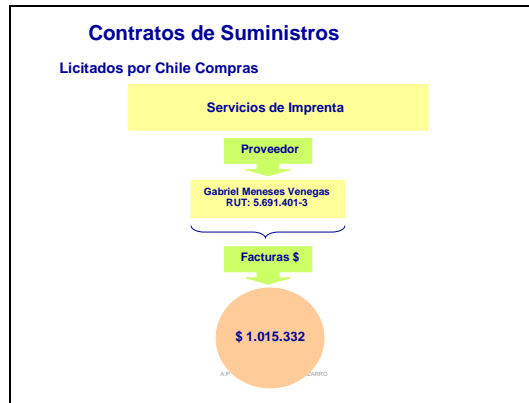 Contratos de Suministros
Licitados por Chile Compras
Servicios de Imprenta
Proveedor
Gabriel Meneses Venegas
RUT: 5.691.401-3
Facturas $
$ 1.015.332